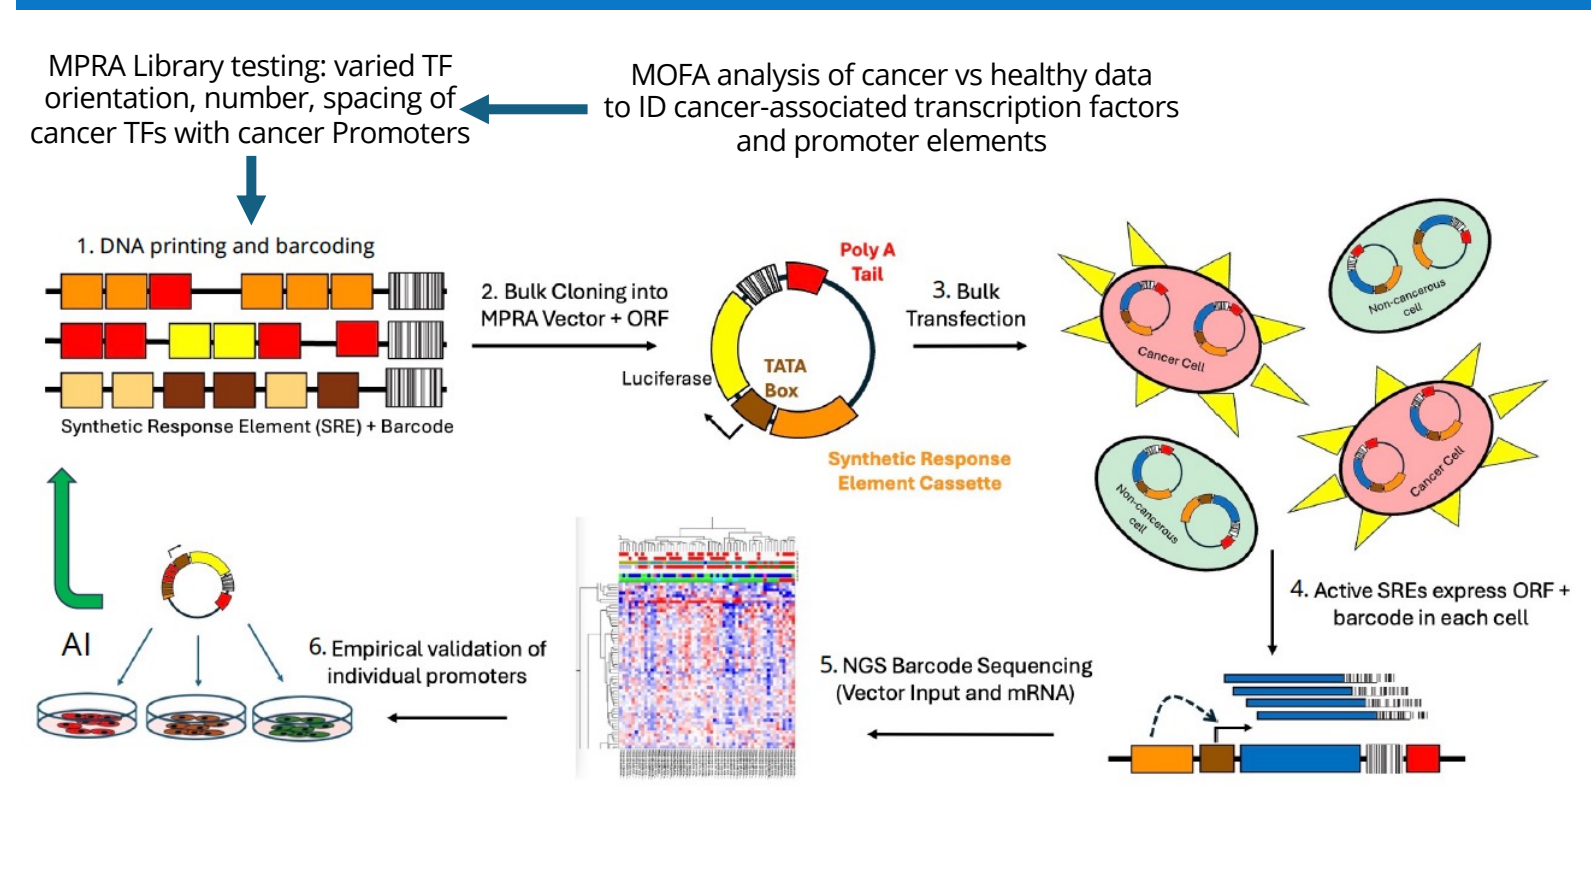 MPRA Library testing: varied TF
orientation, number, spacing of
cancer TFs with cancer Promoters
MOFA analysis of cancer vs healthy data
to ID cancer-associated transcription factors
and promoter elements
1. DNA printing and barcoding
Synthetic Response Element (SRE) + Barcode
2. Bulk Cloning into
MPRA Vector + ORF
Poly A
Tail
Luciferase
TATA
Box
Synthetic Response
Element Cassette
3. Bulk
Transfection
Cancer Cell
Non-cancerous
cell
Non-cancerous
cell
Cancer Cell
4. Active SREs express ORF +
barcode in each cell
5. NGS Barcode Sequencing
(Vector Input and mRNA)
6. Empirical validation of
individual promoters
AI